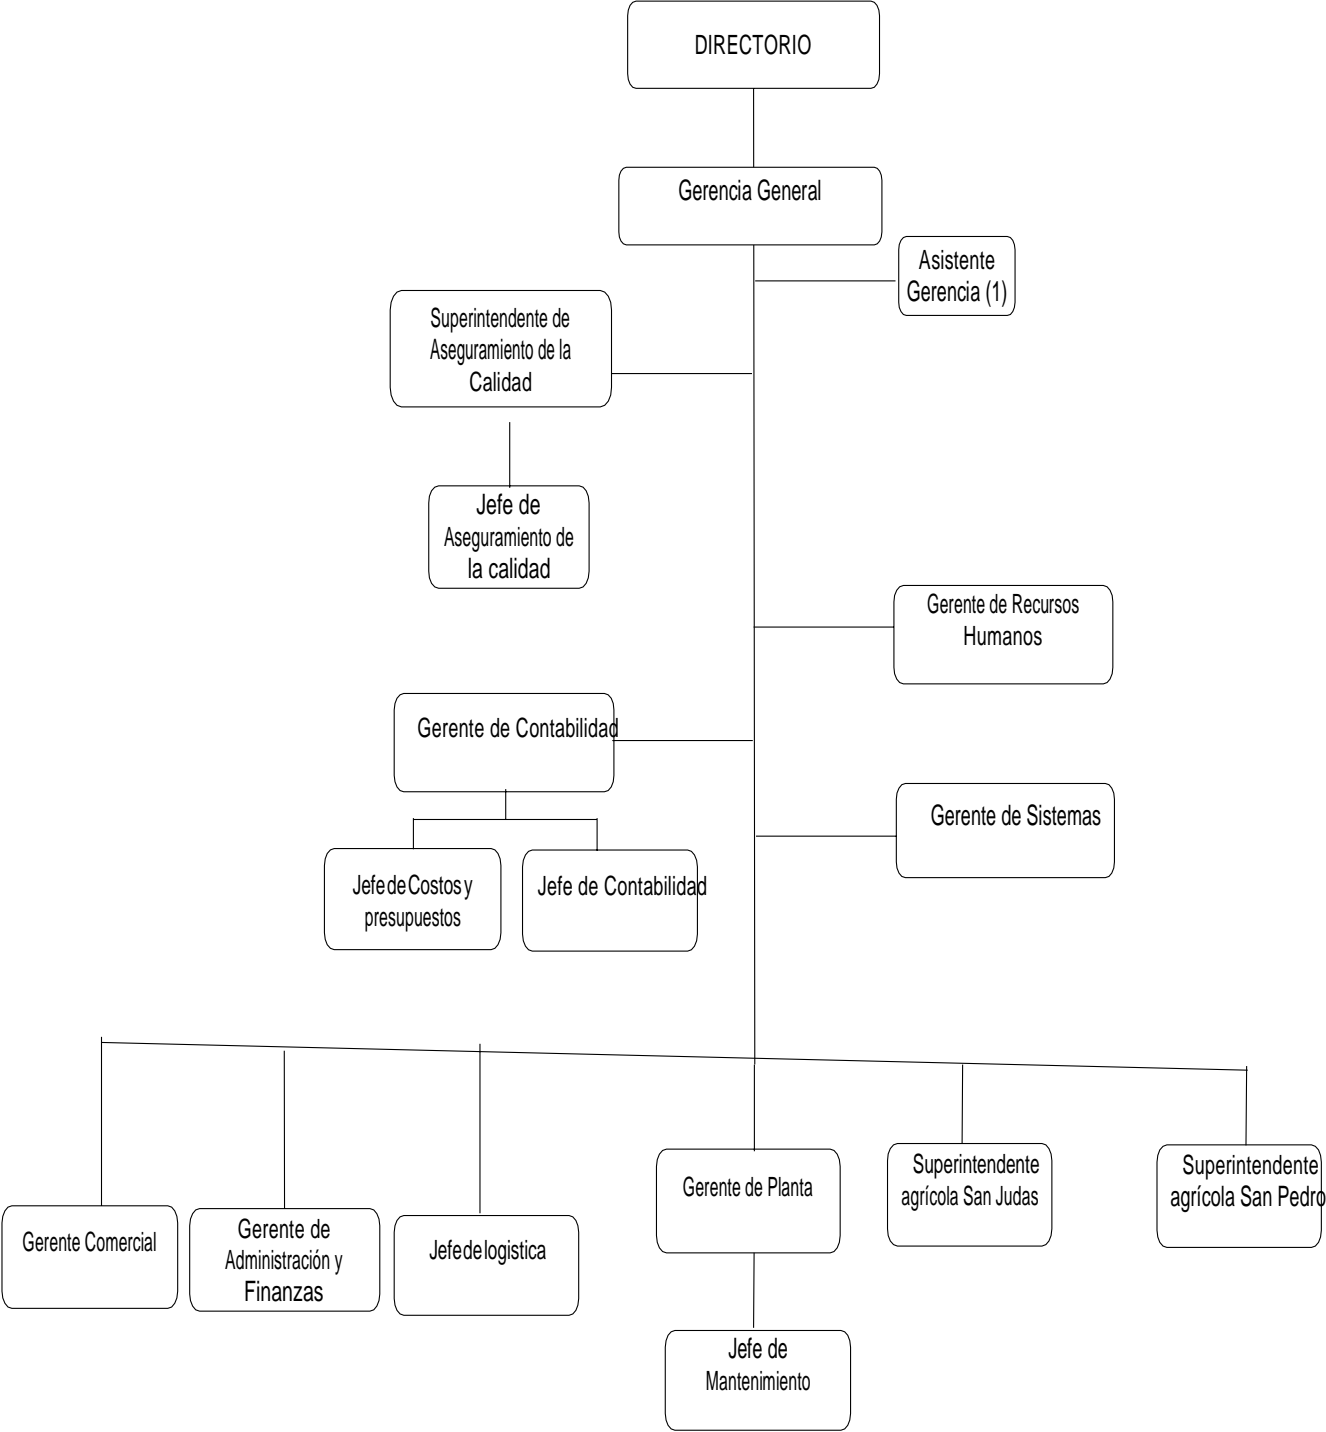 DIRECTORIO
Gerencia General
Asistente
Gerencia (1)
Superintendente de
Aseguramiento de la
Calidad
Jefe de
Aseguramiento de
la calidad
Gerente de Recursos
Humanos
Gerente de Contabilidad
Gerente de Sistemas
Jefe de Costos y
presupuestos
Jefe de Contabilidad
Gerente Comercial
Gerente de
Administración y
Finanzas
Jefe de logistica
Gerente de Planta
Superintendente
agrícola San Judas
Superintendente
agrícola San Pedro
Jefe de
Mantenimiento